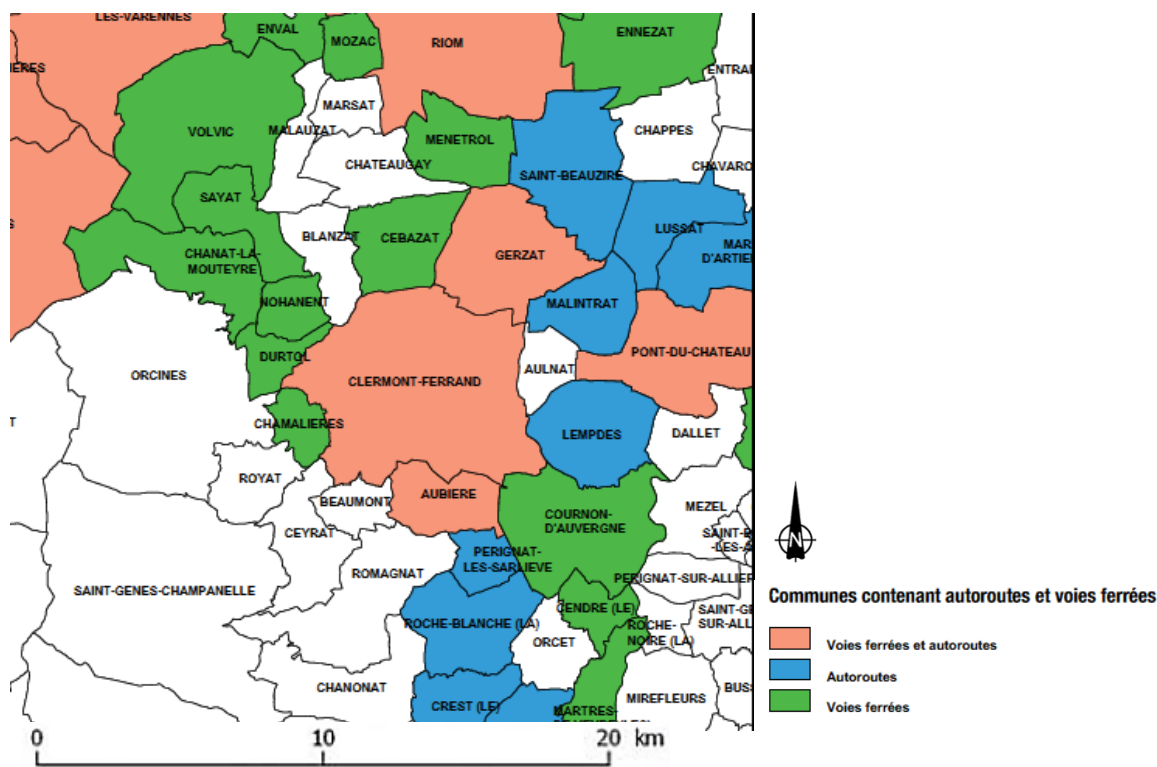 LES-VARENNES
ENVAL
MOZAC
RIOM
ENNEZAT
MARSAT
VOLVIC
MALAUZAT
CHAPPES
MENETROL
CHATEAUGAY
SAINT-BEAUZIRE
SAYAT
LUSSAT
BLANZAT
CEBAZAT
GERZAT
CHANAT-LA-
MOUTEYRE
NOHANENT
MALINTRAT
DURTOL
PONT-DU-CHATEAU
ORCINES
AULNAT
CLERMONT-FERRAND
CHAMALIERES
LEMPDES
DALLET
ROYAT
BEAUMONT
AUBIERE
MEZEL
COURNON-
D'AUVERGNE
CEYRAT
PERIGNAT-
LES-SARLIEVE
ROMAGNAT
PERIGNAT-SUR-ALLIER
SAINT-GENES-CHAMPANELLE
CENDRE (LE)
ROCHE-BLANCHE (LA)
ROCHE-
NOIRE (LA)
ORCET
CHANONAT
MIREFLEURS
CREST (LE)
MARTRES-
0 10 20 km
N
Communes contenant autoroutes et voies ferrées
Voies ferrées et autoroutes
Autoroutes
Voies ferrées